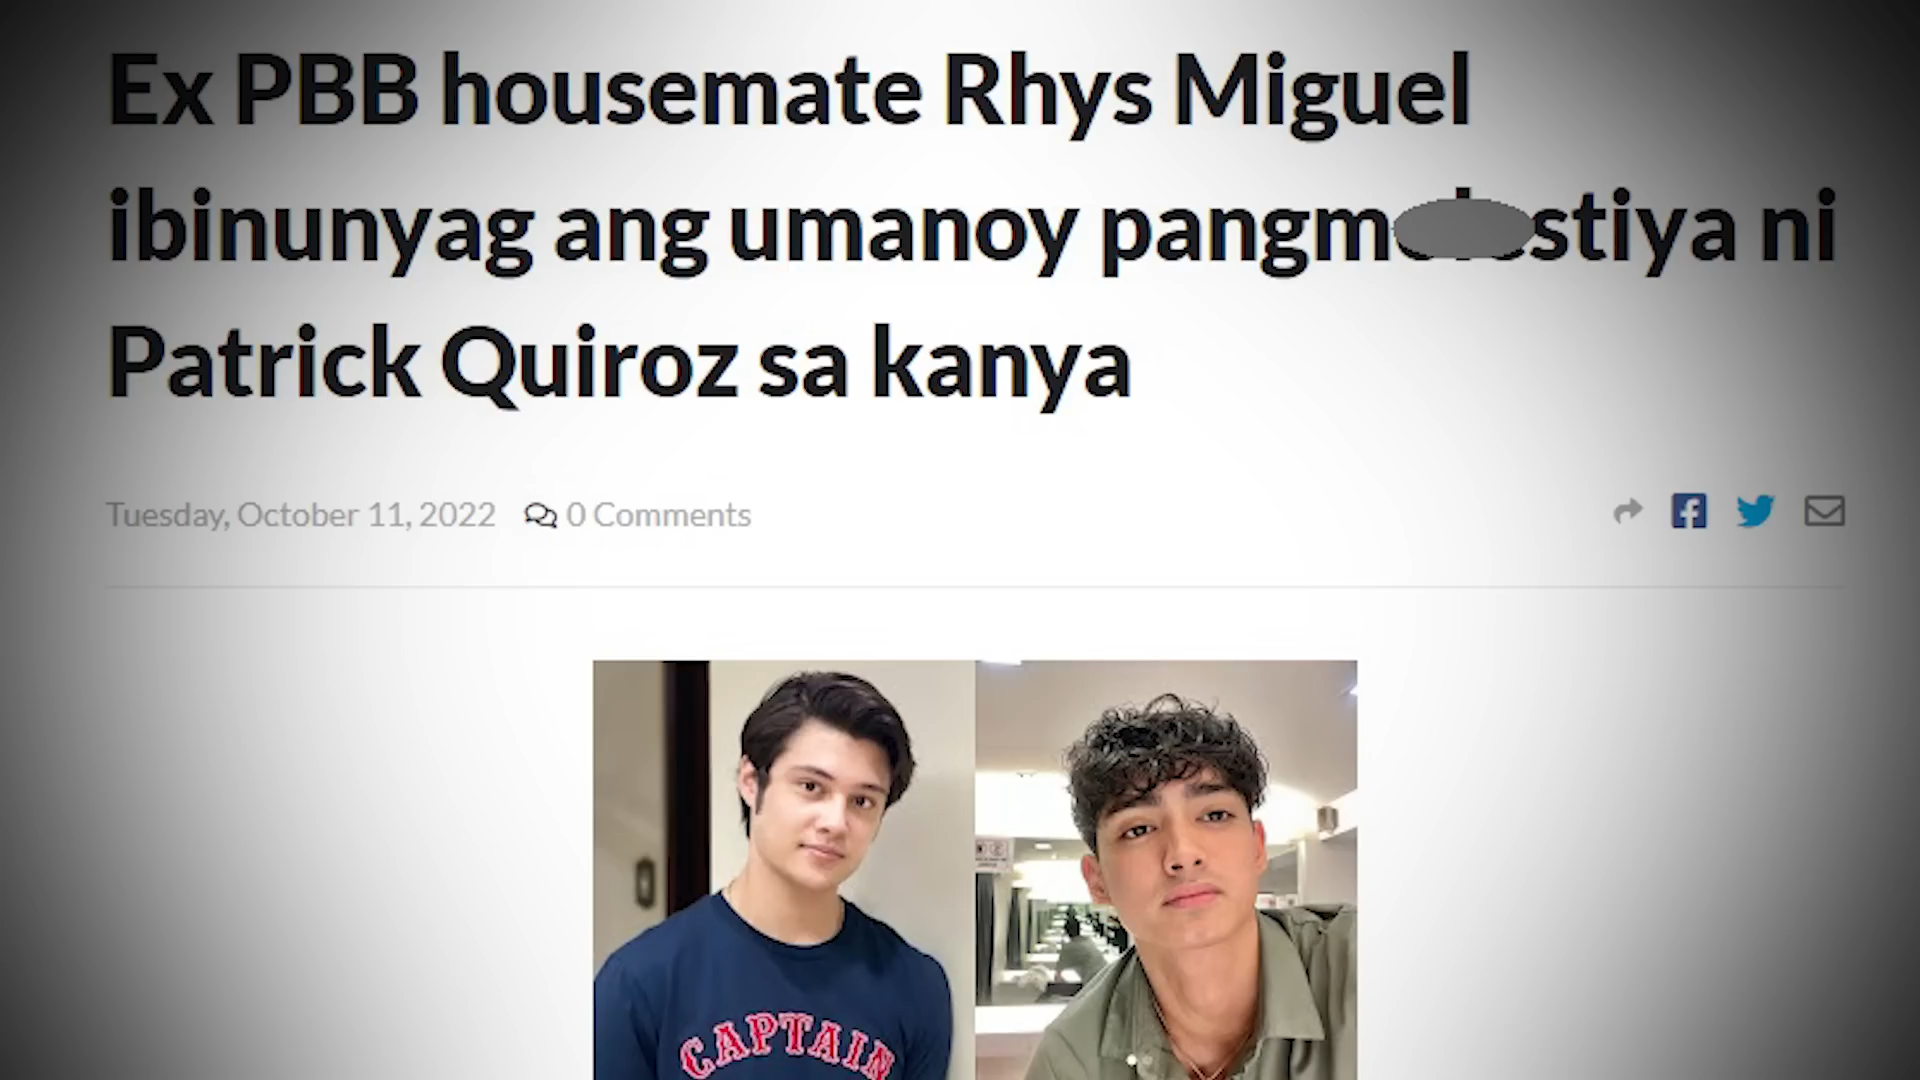 Ex PBB housemate Rhys Miguel
ibinunyag ang umanoy ni
Patrick Quiroz sa kanya
Tuesday, October 11, 2022 0 Comments
CAPTAIN